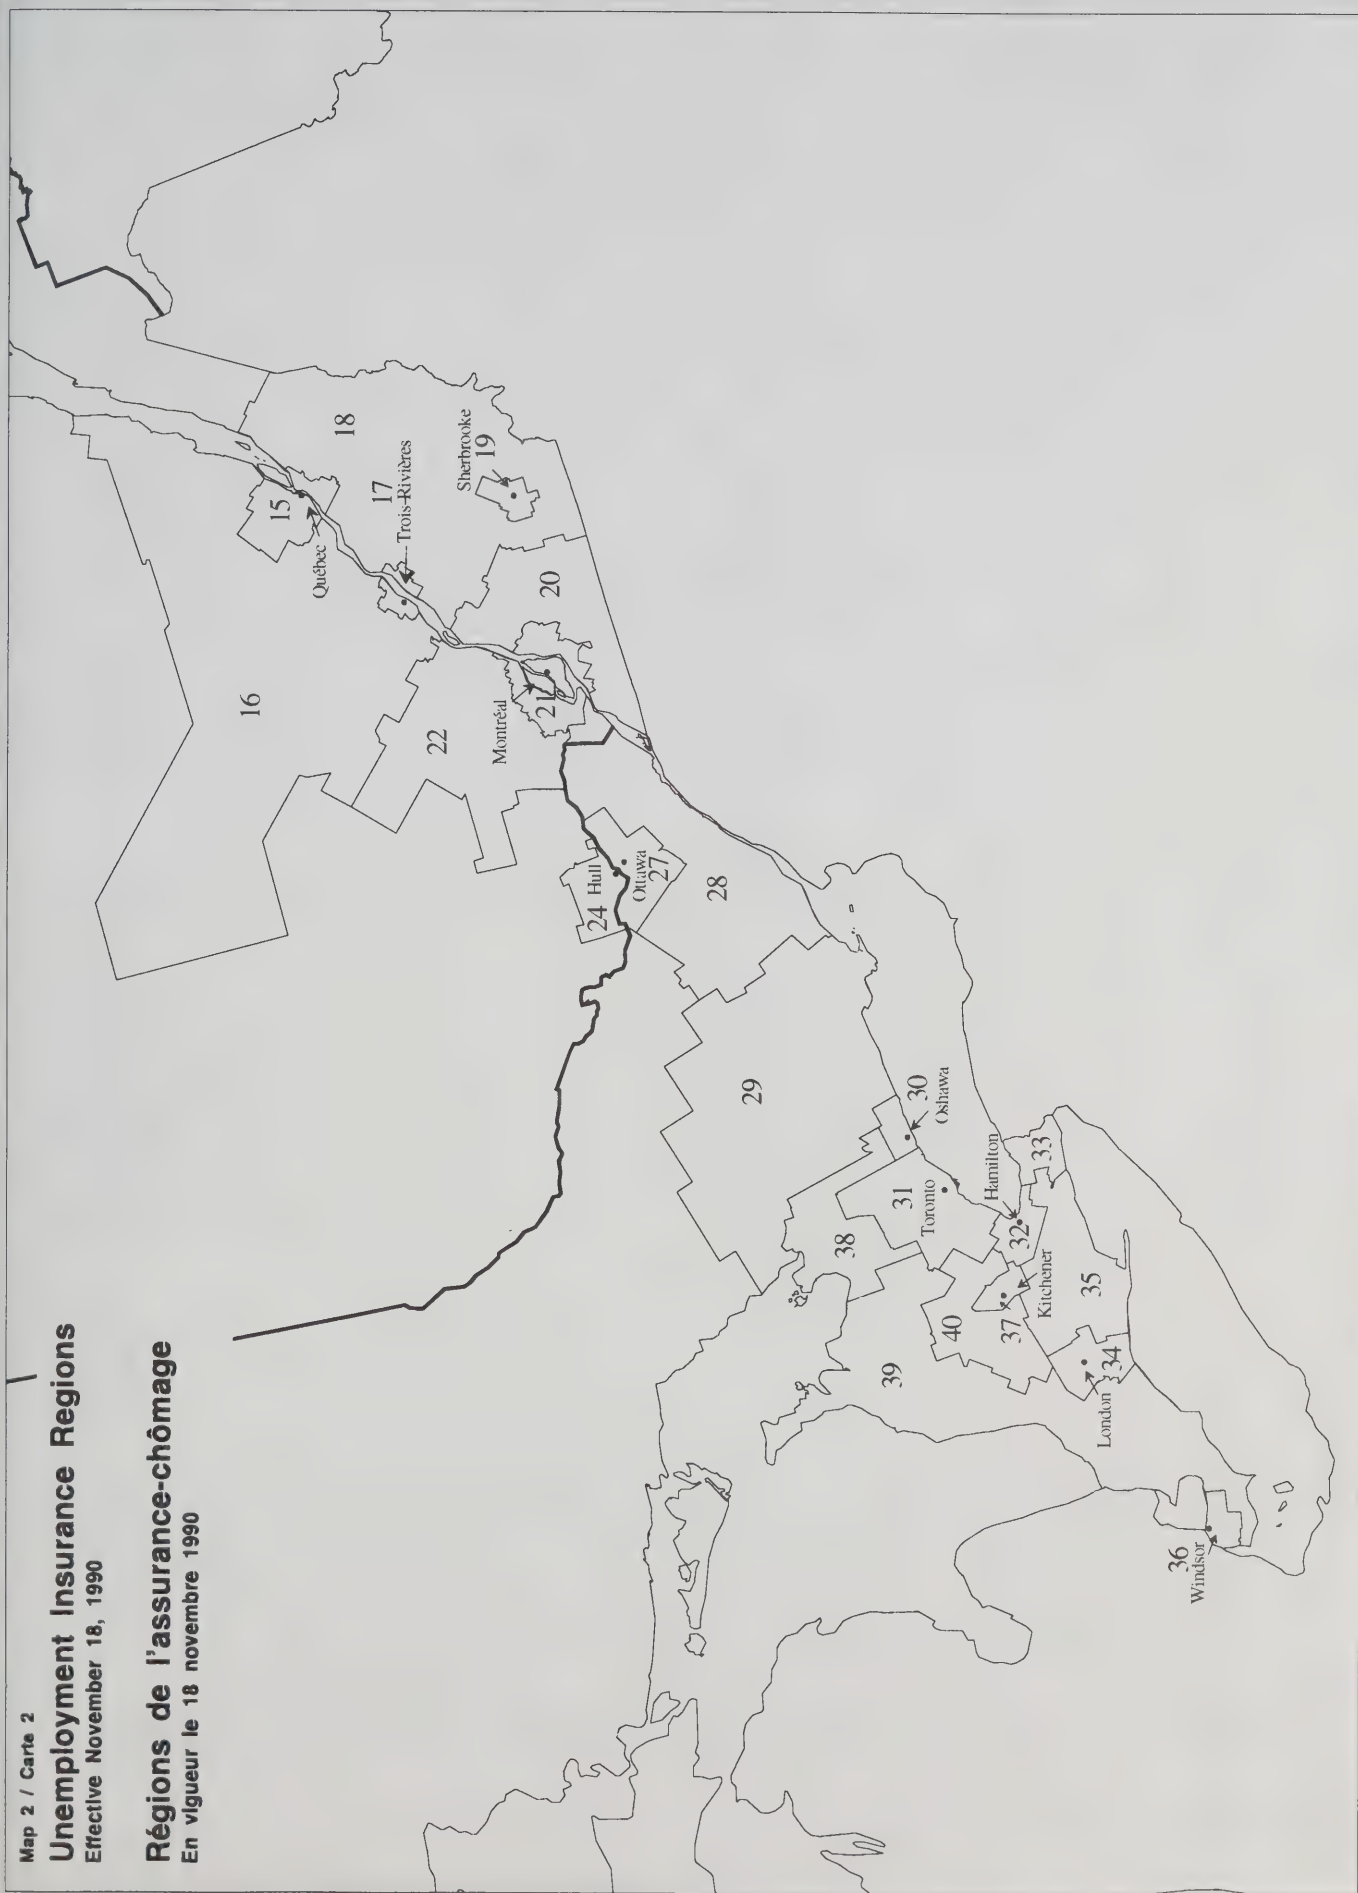 Map 2 / Carte 2
Unemployment Insurance Regions
Effective November 18, 1990
Régions de l'assurance-chômage
En vigueur le 18 novembre 1990
15
Québec
16
17
Trois-Rivières
18
Sherbrooke
19
20
Montréal
21
22
24
Hull
Ottawa
27
28
29
30
Oshawa
31
Toronto
Hamilton
32
33
38
39
40
37
Kitchener
35
34
London
36
Windsor